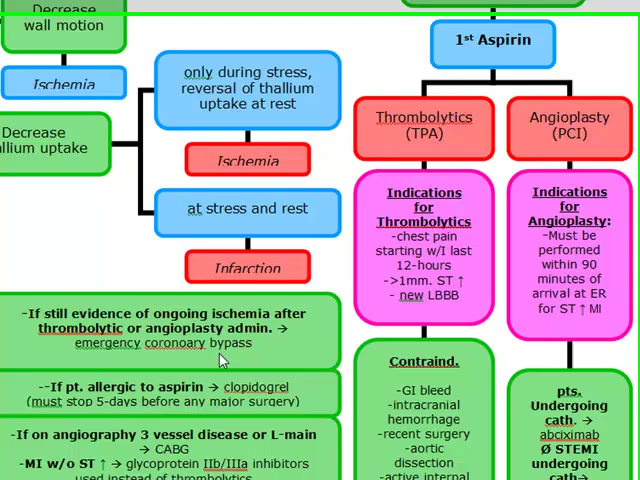 Decrease
wall motion
Ischemia
Decrease
llium uptake
only during stress,
reversal of thallium
uptake at rest
Ischemia
at stress and rest
Infarction
1st Aspirin
Thrombolytics
(TPA)
Angioplasty
(PCI)
Indications
for
Thrombolytics
-chest pain
starting w/I last
12-hours
->1mm. ST ↑
- new LBBB
Indications
for
Angioplasty:
-Must be
performed
within 90
minutes of
arrival at ER
for ST ↑ MI
-If still evidence of ongoing ischemia after
thrombolytic or angioplasty admin. →
emergency coronoary bypass
--If pt. allergic to aspirin → clopidogrel
(must stop 5-days before any major surgery)
-If on angiography 3 vessel disease or L-main
→ CABG
-MI w/o ST ↑ → glycoprotein IIb/IIIa inhibitors
used instead of thrombolytics
Contraind.
-GI bleed
-intracranial
hemorrhage
-recent surgery
-aortic
dissection
-active internal
pts.
Undergoing
cath. →
abciximab
Ø STEMI
undergoing
cath→